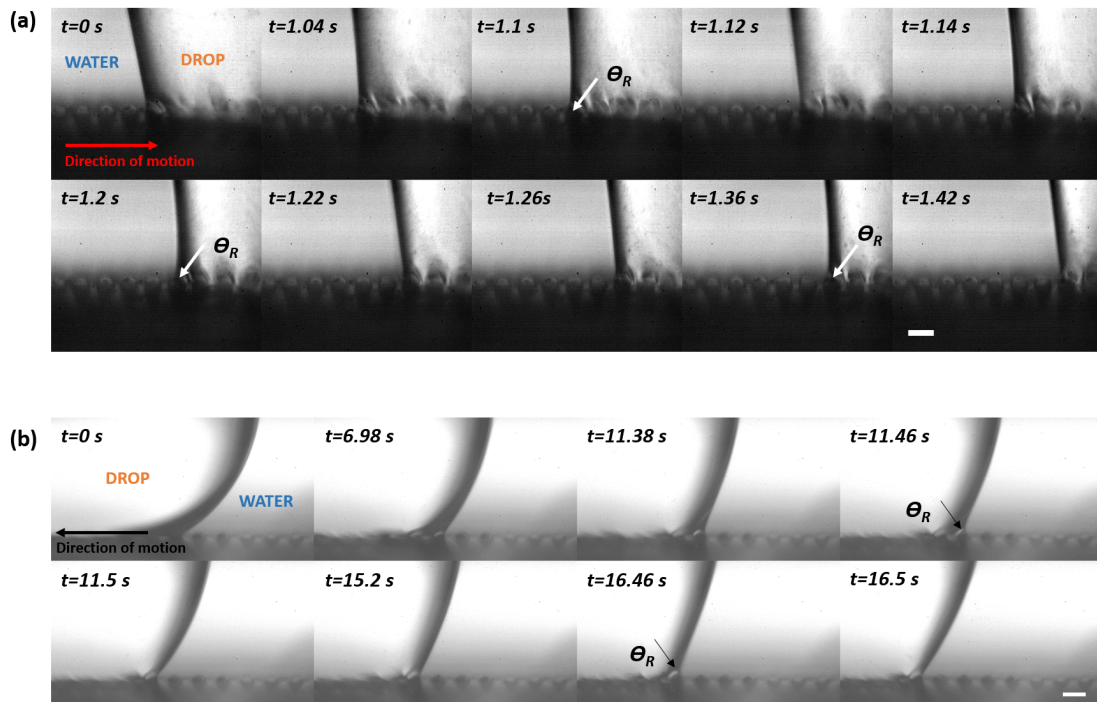 (a)
t=0 s
t=1.04 s
t=1.1 s
t=1.12 s
t=1.14 s
WATER
DROP
ϴR
Direction of motion
t=1.2 s
t=1.22 s
t=1.26s
t=1.36 s
t=1.42 s
ϴR
ϴR
(b)
t=0 s
t=6.98 s
t=11.38 s
t=11.46 s
DROP
WATER
ϴR
Direction of motion
t=11.5 s
t=15.2 s
t=16.46 s
t=16.5 s
ϴR